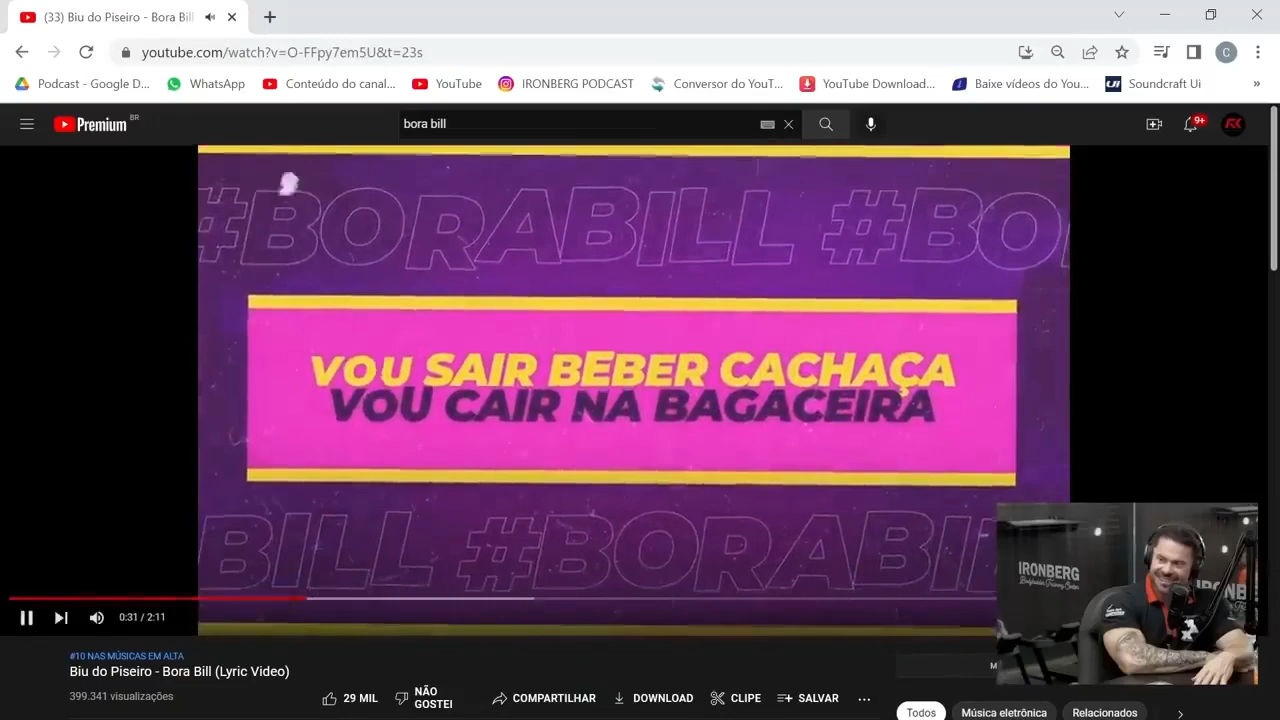 (33) Biu do Piseiro - Bora Bill
youtube.com/watch?v=O-FFpy7em5U&t=23s
C
Podcast - Google D...
WhatsApp
Conteúdo do canal...
YouTube
IRONBERG PODCAST
Conversor do YouT...
YouTube Download...
Baixe vídeos do You...
Soundcraft Ui
»
Premium BR
bora bill
9+
#BORABILL #BO
VOU SAIR BEBER CACHAÇA
VOU CAIR NA BAGACEIRA
BILL #BORABIL
IRONBERG
0:31 / 2:11
#10 NAS MÚSICAS EM ALTA
Biu do Piseiro - Bora Bill (Lyric Video)
399.341 visualizações
29 MIL
NÃO GOSTEI
COMPARTILHAR
DOWNLOAD
CLIPE
SALVAR
...
M
Todos
Música eletrônica
Relacionados